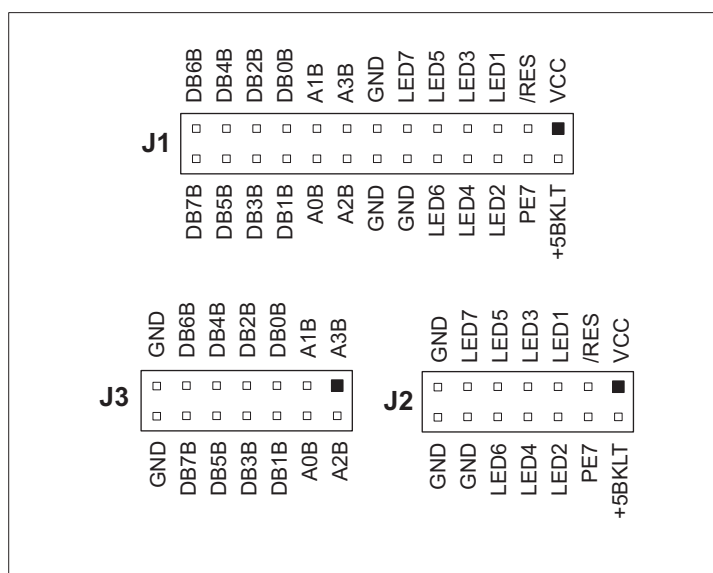 DB6B DB4B DB2B DB0B A1B A3B GND LED7 LED5 LED3 LED1 /RES VCC
J1
DB7B DB5B DB3B DB1B A0B A2B GND GND LED6 LED4 LED2 PE7 +5BKLT
GND DB6B DB4B DB2B DB0B A1B A3B
J3
GND DB7B DB5B DB3B DB1B A0B A2B
GND LED7 LED5 LED3 LED1 /RES VCC
J2
GND GND LED6 LED4 LED2 PE7 +5BKLT